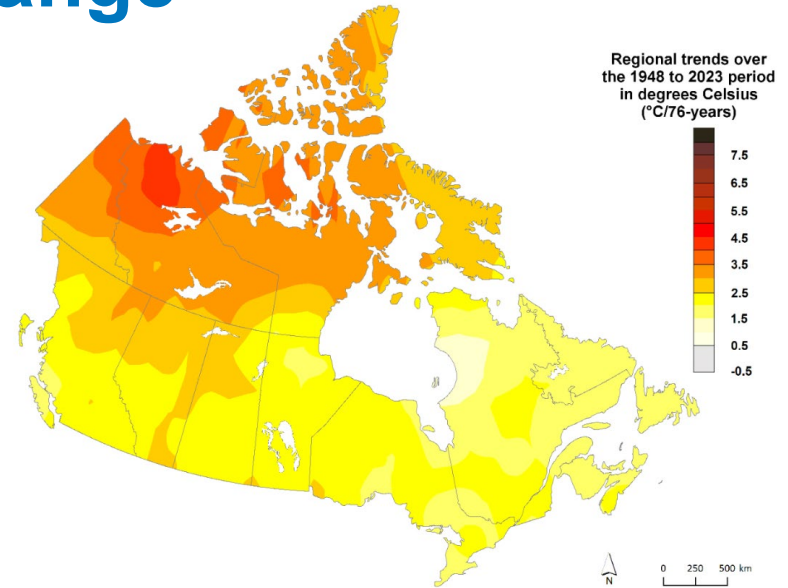 ange
Regional trends over
the 1948 to 2023 period
in degrees Celsius
(°C/76-years)
7.5
6.5
5.5
4.5
3.5
2.5
1.5
0.5
-0.5
N
0 250 500 km